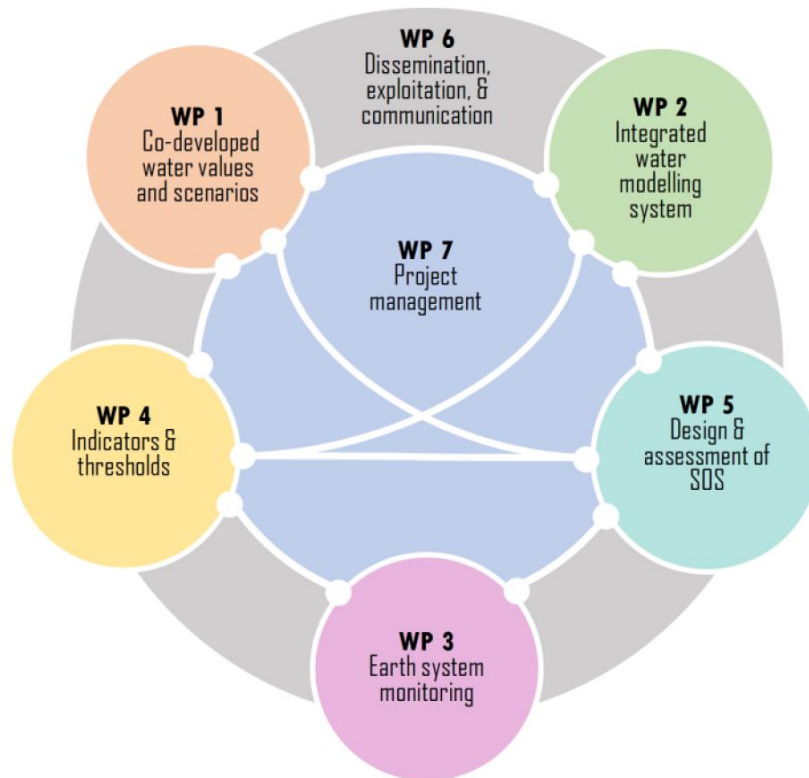 WP 6
Dissemination,
exploitation, &
communication
WP 1
Co-developed
water values
and scenarios
WP 2
Integrated
water
modelling
system
WP 7
Project
management
WP 4
Indicators &
thresholds
WP 5
Design &
assessment of
SOS
WP 3
Earth system
monitoring